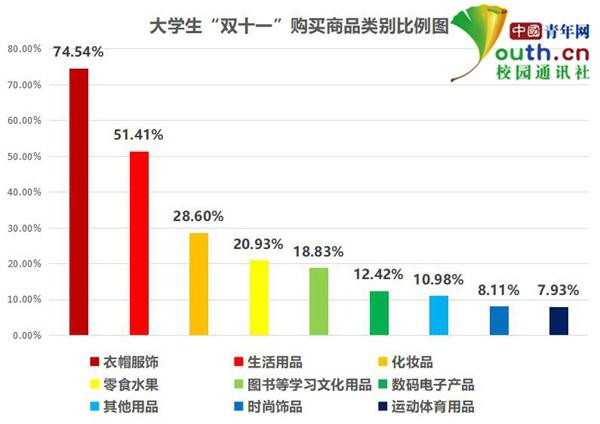 大学生“双十一”购买商品类别比例图
中國青年网
outh.cn
校园通讯社
80.00%
70.00%
60.00%
50.00%
40.00%
30.00%
20.00%
10.00%
0.00%
74.54%
51.41%
28.60%
20.93%
18.83%
12.42%
10.98%
8.11%
7.93%
衣帽服饰 生活用品 化妆品
零食水果 图书等学习文化用品 数码电子产品
其他用品 时尚饰品 运动体育用品